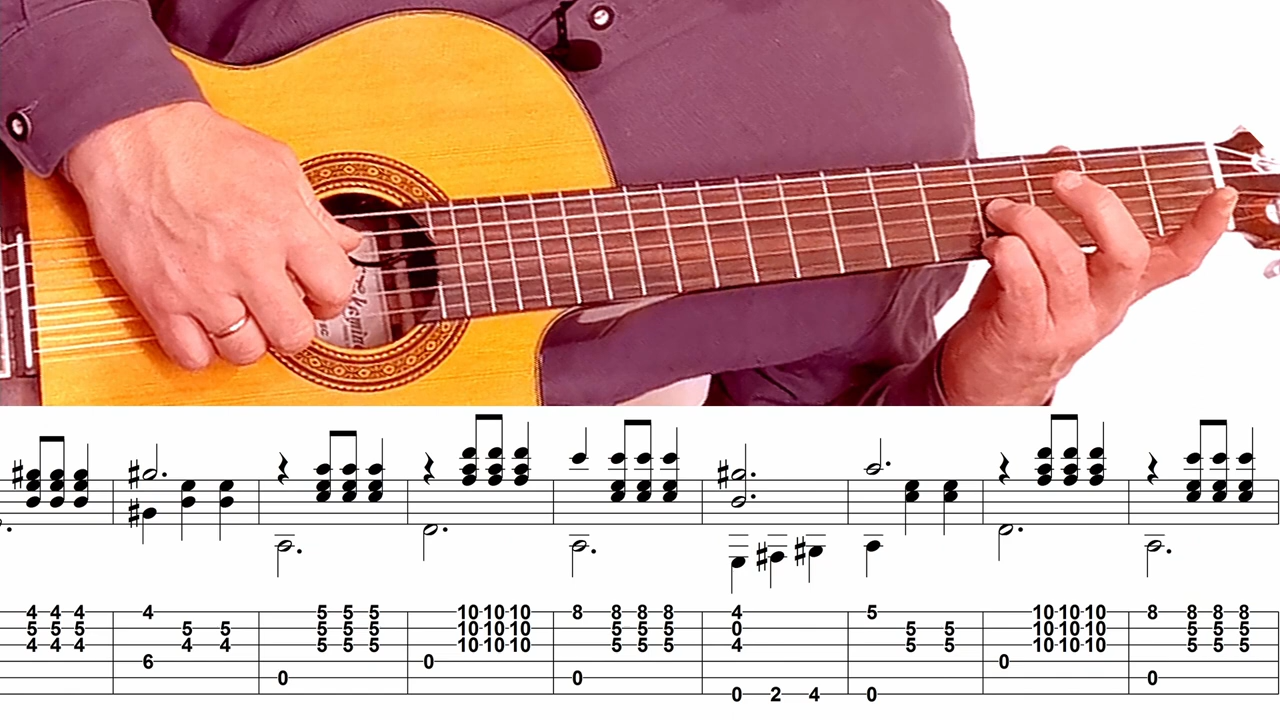 4 4 4 4 5 5 5 10 10 10 8 8 8 8 4 5 10 10 10 8 8 8 8
5 5 5 5 5 5 5 5 10 10 10 5 5 5 0 5 5 10 10 10 5 5 5
4 4 4 4 4 5 5 5 10 10 10 5 5 5 4 5 5 10 10 10 5 5 5
6 0 0
0 0 0
0 2 4 0